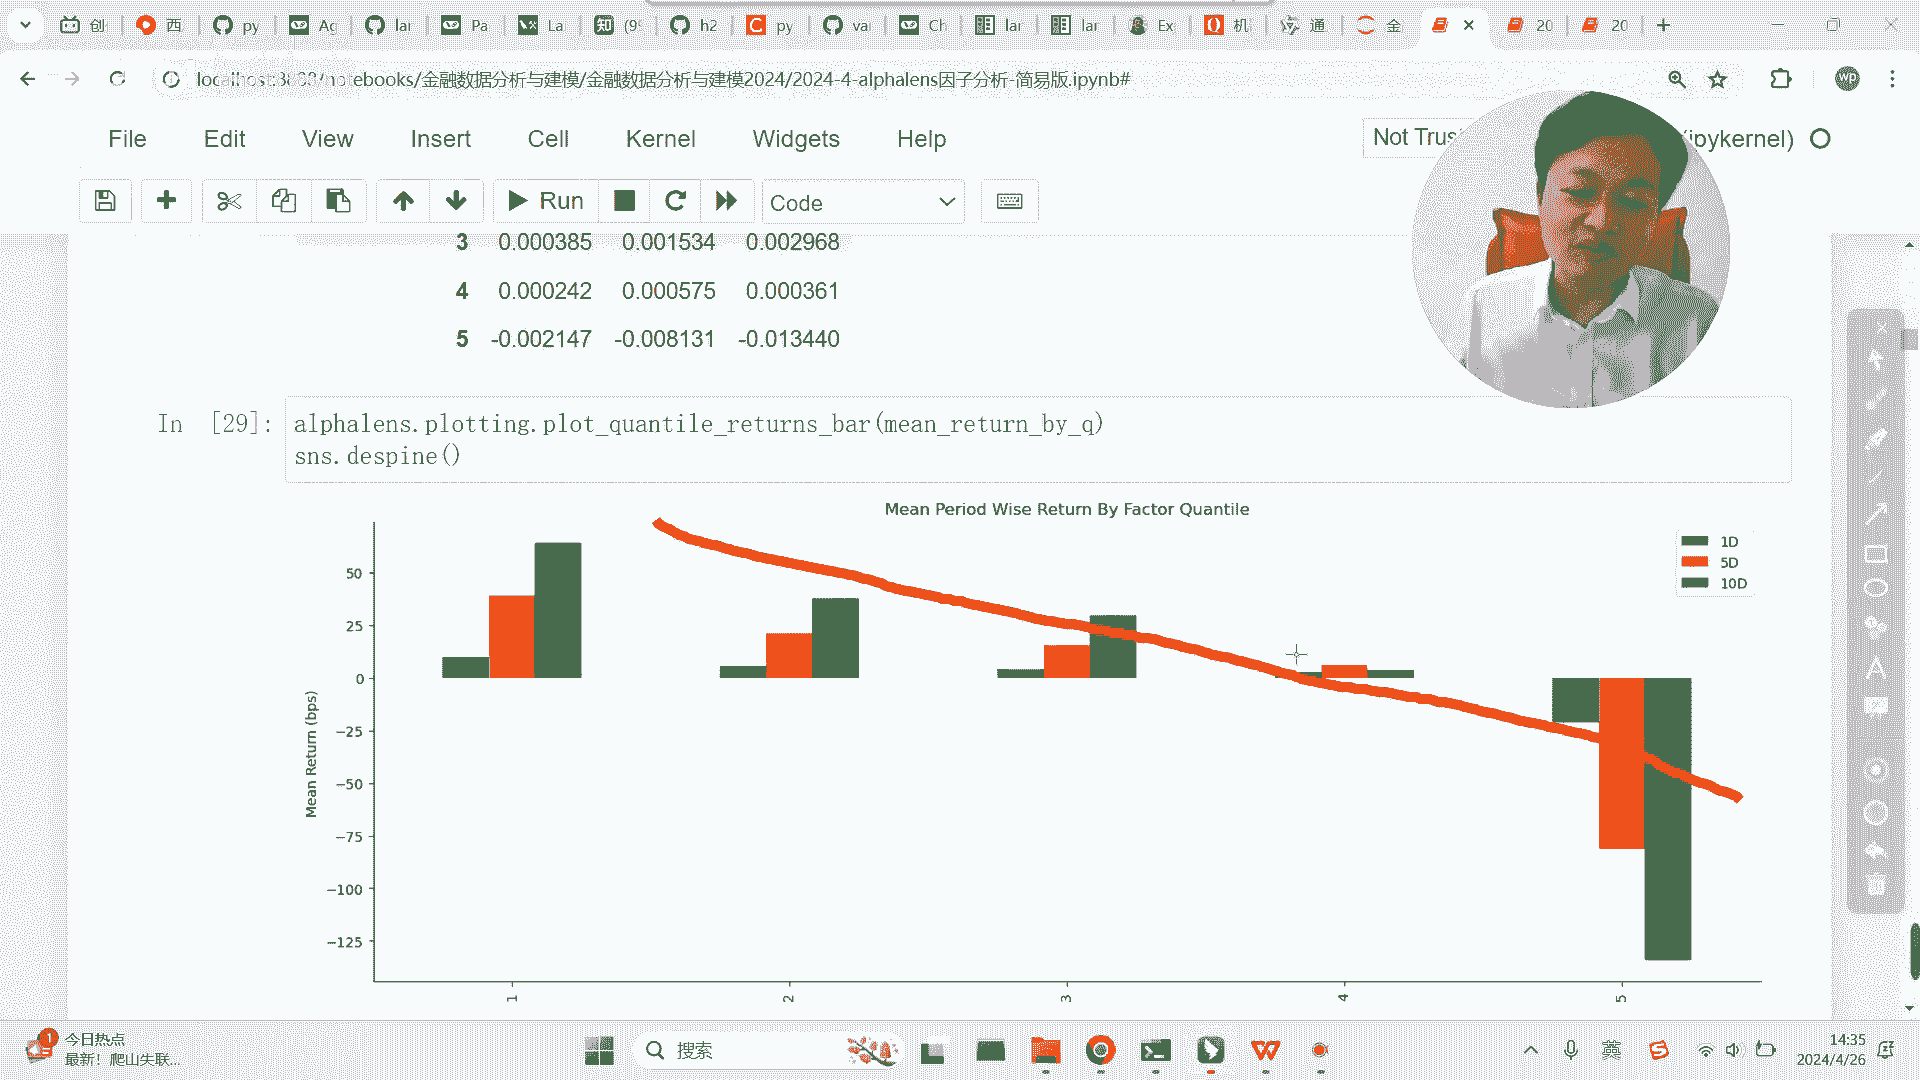 创 西 py Ag lar Pa La (9 h2 py va Ch lar lar Ex 机 通 金 20 20
notebooks/金融数据分析与建模/金融数据分析与建模2024/2024-4-alphalens因子分析-简易版.ipynb#
wp
File Edit View Insert Cell Kernel Widgets Help Not Trus (ipykernel)
Run Code
3 0.000385 0.001534 0.002968
4 0.000242 0.000575 0.000361
5 -0.002147 -0.008131 -0.013440
In [29]: alphalens.plotting.plot_quantile_returns_bar(mean_return_by_q)
sns.despine()
Mean Period Wise Return By Factor Quantile
1D
5D
10D
Mean Return (bps)
50
25
0
−25
−50
−75
−100
−125
1 2 3 4 5
今日热点
最新！爬山失联...
搜索
英
14:35
2024/4/26